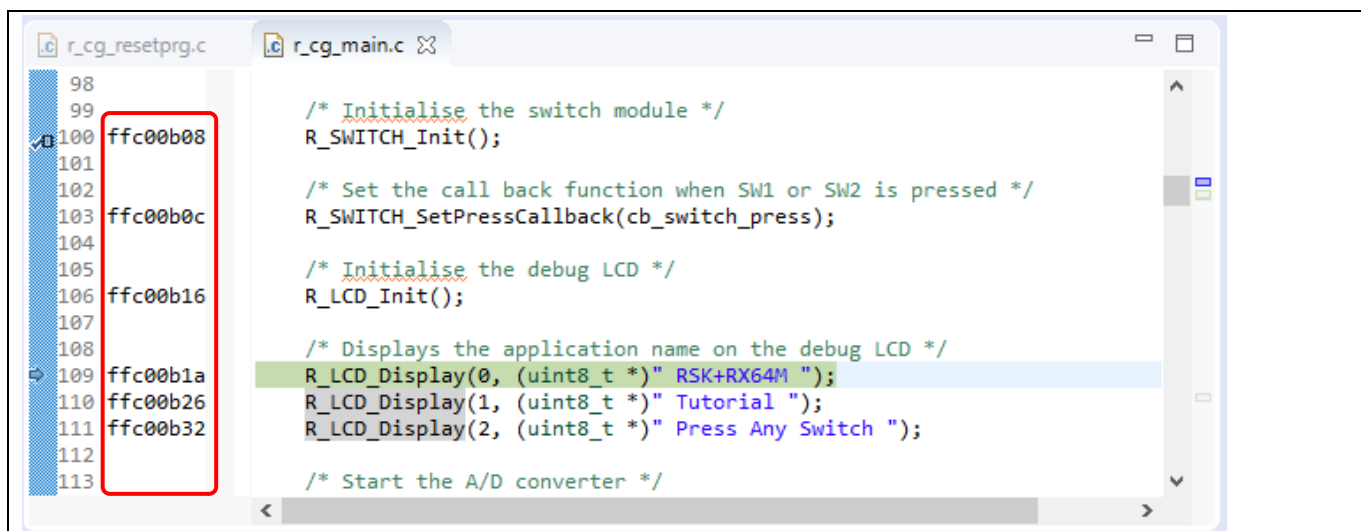 r_cg_resetprg.c r_cg_main.c
98
99 /* Initialise the switch module */
100 ffc00b08 R_SWITCH_Init();
101
102 /* Set the call back function when SW1 or SW2 is pressed */
103 ffc00b0c R_SWITCH_SetPressCallback(cb_switch_press);
104
105 /* Initialise the debug LCD */
106 ffc00b16 R_LCD_Init();
107
108 /* Displays the application name on the debug LCD */
109 ffc00b1a R_LCD_Display(0, (uint8_t *)" RSK+RX64M ");
110 ffc00b26 R_LCD_Display(1, (uint8_t *)" Tutorial ");
111 ffc00b32 R_LCD_Display(2, (uint8_t *)" Press Any Switch ");
112
113 /* Start the A/D converter */